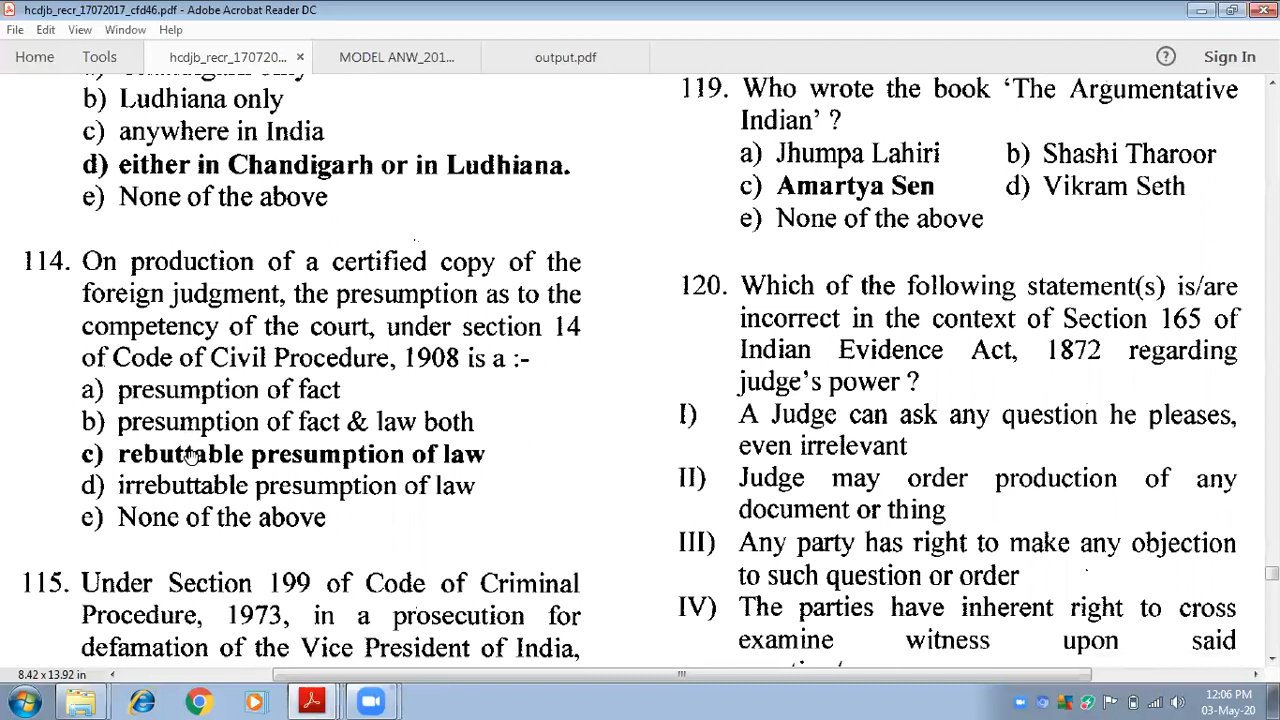 hcdjb_recr_17072017_cfd46.pdf - Adobe Acrobat Reader DC
File Edit View Window Help
Home Tools hcdjb_recr_170720... × MODEL ANW_201... output.pdf Sign In
b) Ludhiana only
c) anywhere in India
d) either in Chandigarh or in Ludhiana.
e) None of the above
114. On production of a certified copy of the
foreign judgment, the presumption as to the
competency of the court, under section 14
of Code of Civil Procedure, 1908 is a :-
a) presumption of fact
b) presumption of fact & law both
c) rebuttable presumption of law
d) irrebuttable presumption of law
e) None of the above
115. Under Section 199 of Code of Criminal
Procedure, 1973, in a prosecution for
defamation of the Vice President of India,
119. Who wrote the book ‘The Argumentative
Indian’ ?
a) Jhumpa Lahiri b) Shashi Tharoor
c) Amartya Sen d) Vikram Seth
e) None of the above
120. Which of the following statement(s) is/are
incorrect in the context of Section 165 of
Indian Evidence Act, 1872 regarding
judge’s power ?
I) A Judge can ask any question he pleases,
even irrelevant
II) Judge may order production of any
document or thing
III) Any party has right to make any objection
to such question or order
IV) The parties have inherent right to cross
examine witness upon said
8.42 x 13.92 in
12:06 PM
03-May-20